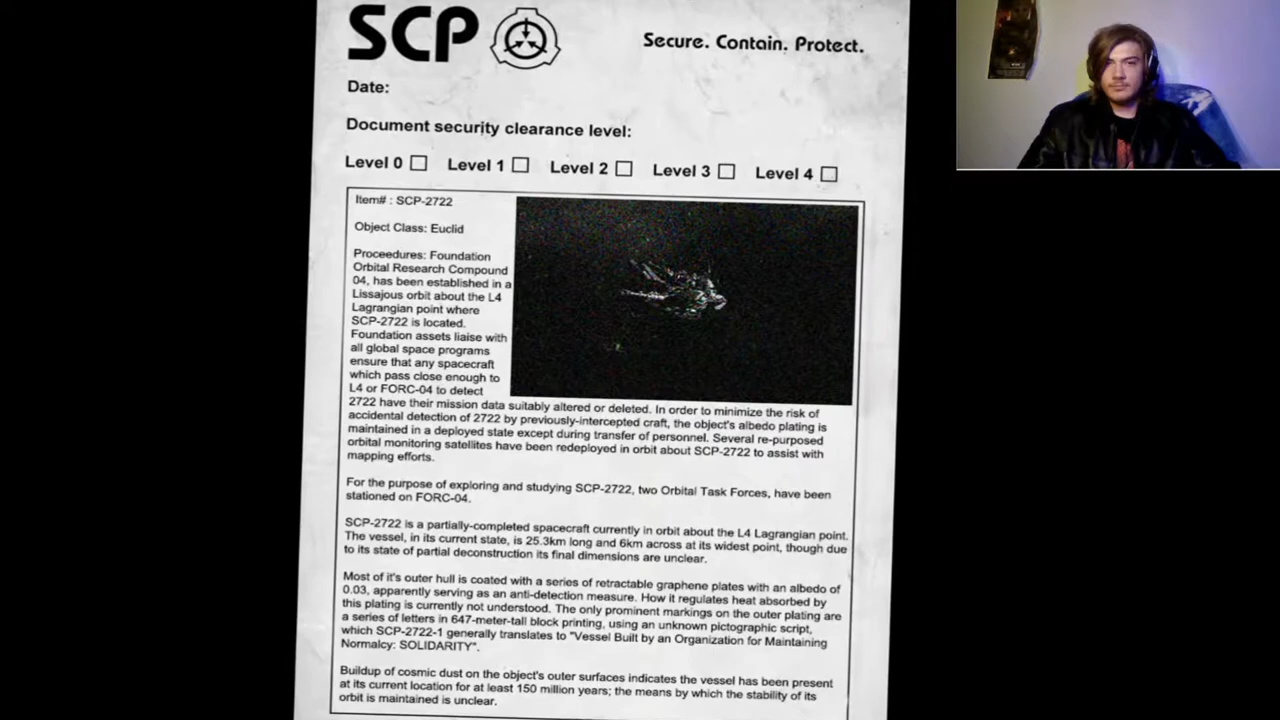 SCP
Secure. Contain. Protect.
Date:
Document security clearance level:
Level 0 Level 1 Level 2 Level 3 Level 4
Item# : SCP-2722
Object Class: Euclid
Proceedures: Foundation
Orbital Research Compound
04, has been established in a
Lissajous orbit about the L4
Lagrangian point where
SCP-2722 is located.
Foundation assets liaise with
all global space programs
ensure that any spacecraft
which pass close enough to
L4 or FORC-04 to detect
2722 have their mission data suitably altered or deleted. In order to minimize the risk of
accidental detection of 2722 by previously-intercepted craft, the object's albedo plating is
maintained in a deployed state except during transfer of personnel. Several re-purposed
orbital monitoring satellites have been redeployed in orbit about SCP-2722 to assist with
mapping efforts.
For the purpose of exploring and studying SCP-2722, two Orbital Task Forces, have been
stationed on FORC-04.
SCP-2722 is a partially-completed spacecraft currently in orbit about the L4 Lagrangian point.
The vessel, in its current state, is 25.3km long and 6km across at its widest point, though due
to its state of partial deconstruction its final dimensions are unclear.
Most of it's outer hull is coated with a series of retractable graphene plates with an albedo of
0.03, apparently serving as an anti-detection measure. How it regulates heat absorbed by
this plating is currently not understood. The only prominent markings on the outer plating are
a series of letters in 647-meter-tall block printing, using an unknown pictographic script,
which SCP-2722-1 generally translates to "Vessel Built by an Organization for Maintaining
Normalcy: SOLIDARITY".
Buildup of cosmic dust on the object's outer surfaces indicates the vessel has been present
at its current location for at least 150 million years; the means by which the stability of its
orbit is maintained is unclear.